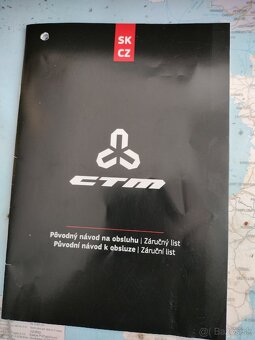 SK
CZ
CTM
Pôvodný návod na obsluhu | Záručný list
Původní návod k obsluze | Záruční list